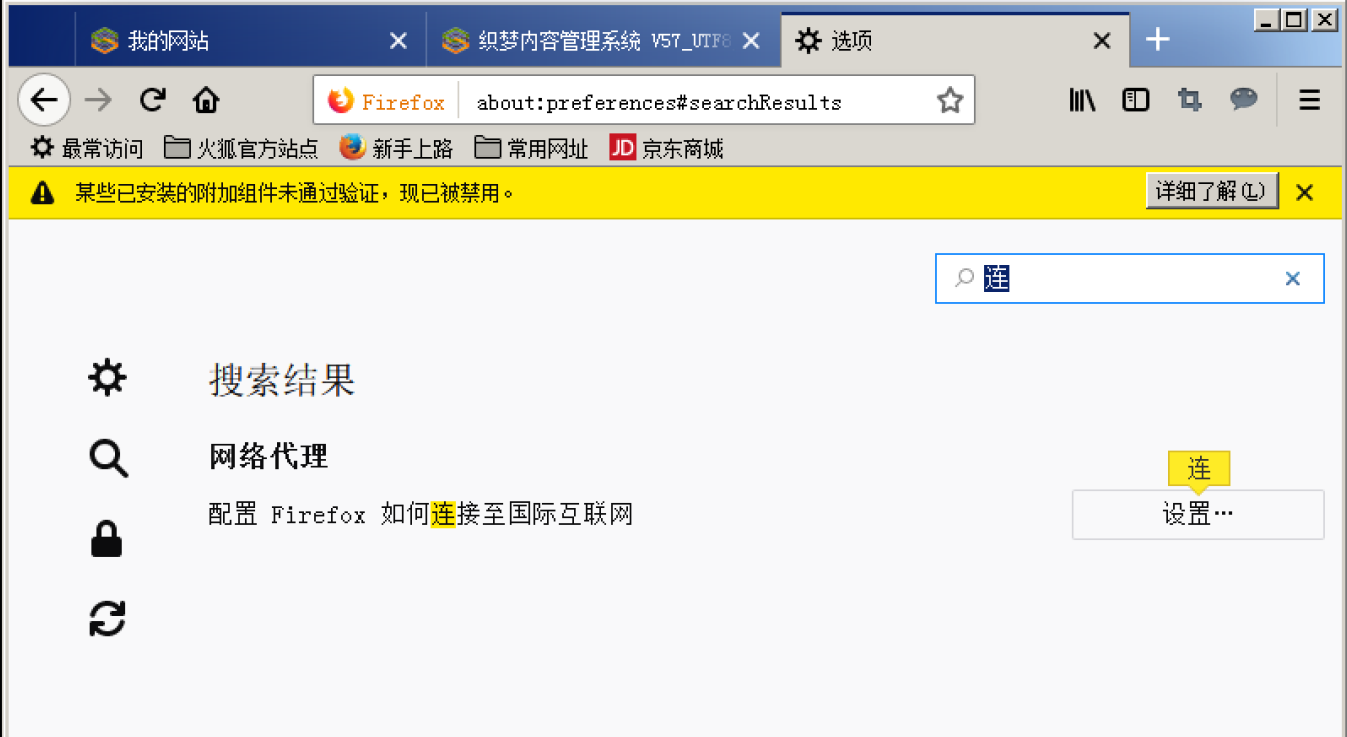 我的网站 织梦内容管理系统 V57_UTF8 选项
Firefox about:preferences#searchResults
最常访问 火狐官方站点 新手上路 常用网址 JD 京东商城
某些已安装的附加组件未通过验证，现已被禁用。 详细了解(L)
连
搜索结果
网络代理
连
配置 Firefox 如何连接至国际互联网 设置…